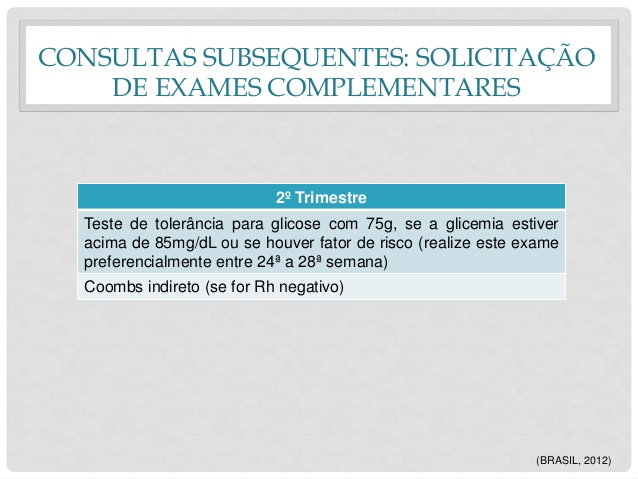 CONSULTAS SUBSEQUENTES: SOLICITAÇÃO
DE EXAMES COMPLEMENTARES
2º Trimestre
Teste de tolerância para glicose com 75g, se a glicemia estiver
acima de 85mg/dL ou se houver fator de risco (realize este exame
preferencialmente entre 24ª a 28ª semana)
Coombs indireto (se for Rh negativo)
(BRASIL, 2012)